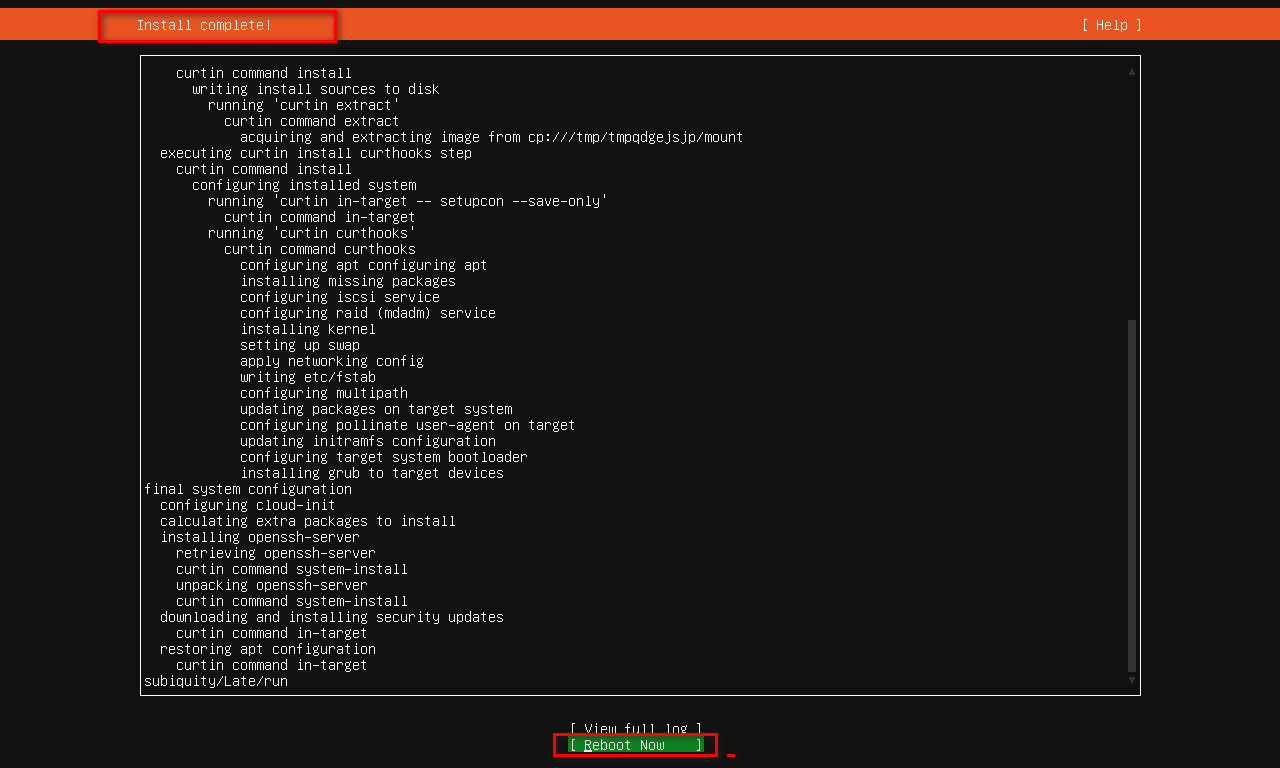 Install complete!
[ Help ]
curtin command install
writing install sources to disk
running 'curtin extract'
curtin command extract
acquiring and extracting image from cp:///tmp/tmpqdgejsjp/mount
executing curtin install curthooks step
curtin command install
configuring installed system
running 'curtin in-target -- setupcon --save-only'
curtin command in-target
running 'curtin curthooks'
curtin command curthooks
configuring apt configuring apt
installing missing packages
configuring iscsi service
configuring raid (mdadm) service
installing kernel
setting up swap
apply networking config
writing etc/fstab
configuring multipath
updating packages on target system
configuring pollinate user-agent on target
updating initramfs configuration
configuring target system bootloader
installing grub to target devices
final system configuration
configuring cloud-init
calculating extra packages to install
installing openssh-server
retrieving openssh-server
curtin command system-install
unpacking openssh-server
curtin command system-install
downloading and installing security updates
curtin command in-target
restoring apt configuration
curtin command in-target
subiquity/Late/run
[ View full log ]
[ Reboot Now ]